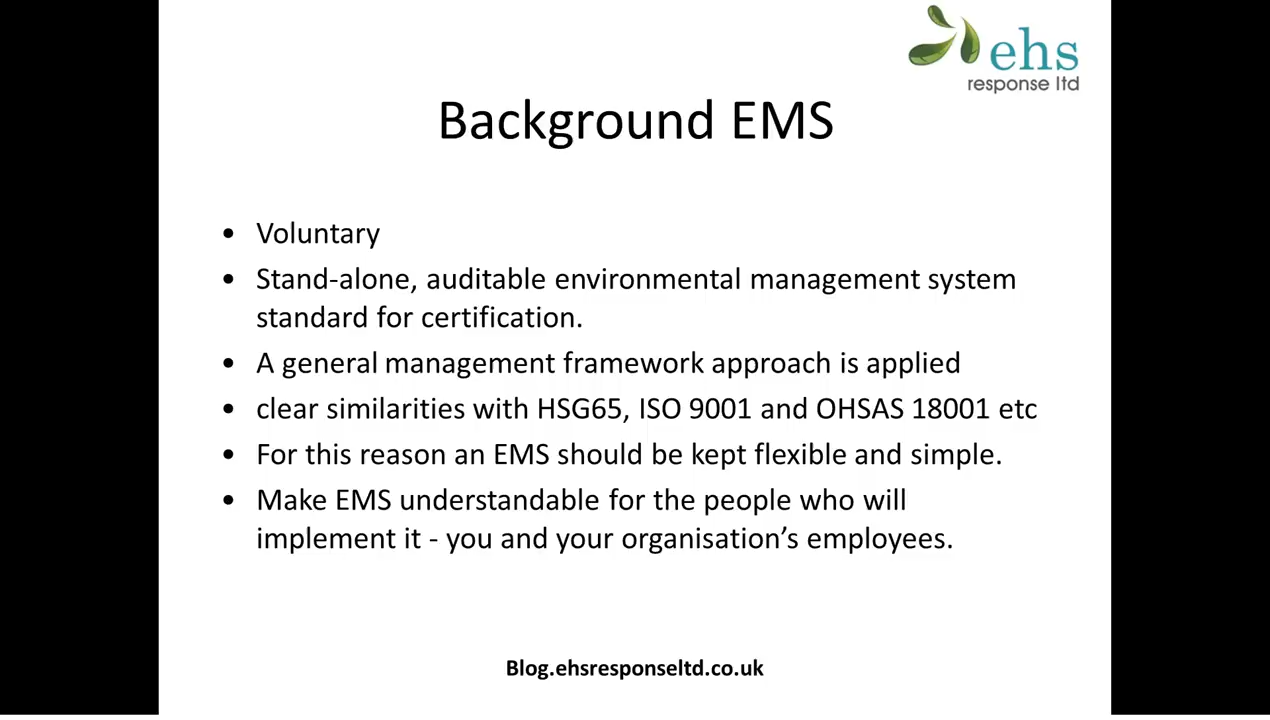 ehs
response ltd
Background EMS
• Voluntary
• Stand-alone, auditable environmental management system
standard for certification.
• A general management framework approach is applied
• clear similarities with HSG65, ISO 9001 and OHSAS 18001 etc
• For this reason an EMS should be kept flexible and simple.
• Make EMS understandable for the people who will
implement it - you and your organisation’s employees.
Blog.ehsresponseltd.co.uk